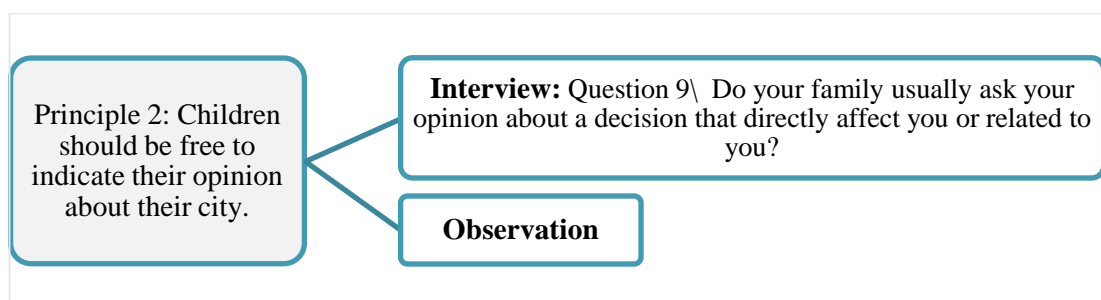 Principle 2: Children
should be free to
indicate their opinion
about their city.
Interview: Question 9\ Do your family usually ask your
opinion about a decision that directly affect you or related to
you?
Observation